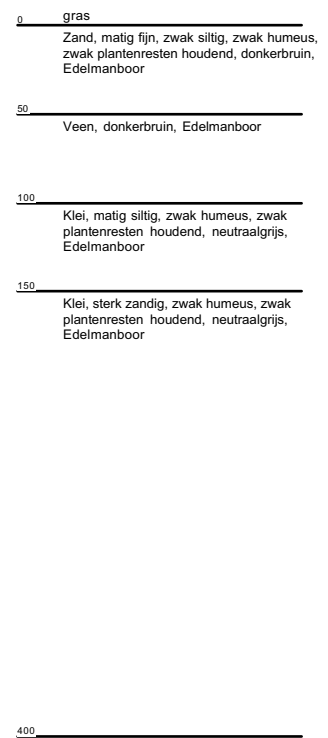 0 gras
Zand, matig fijn, zwak siltig, zwak humeus,
zwak plantenresten houdend, donkerbruin,
Edelmanboor
50
Veen, donkerbruin, Edelmanboor
100
Klei, matig siltig, zwak humeus, zwak
plantenresten houdend, neutraalgrijs,
Edelmanboor
150
Klei, sterk zandig, zwak humeus, zwak
plantenresten houdend, neutraalgrijs,
Edelmanboor
400